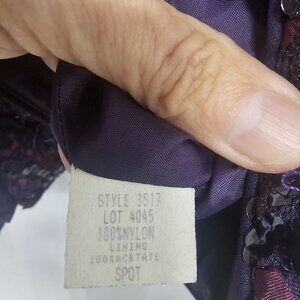 STYLE 3517
LOT 4045
100%NYLON
LINING
100%ACETATE
SPOT